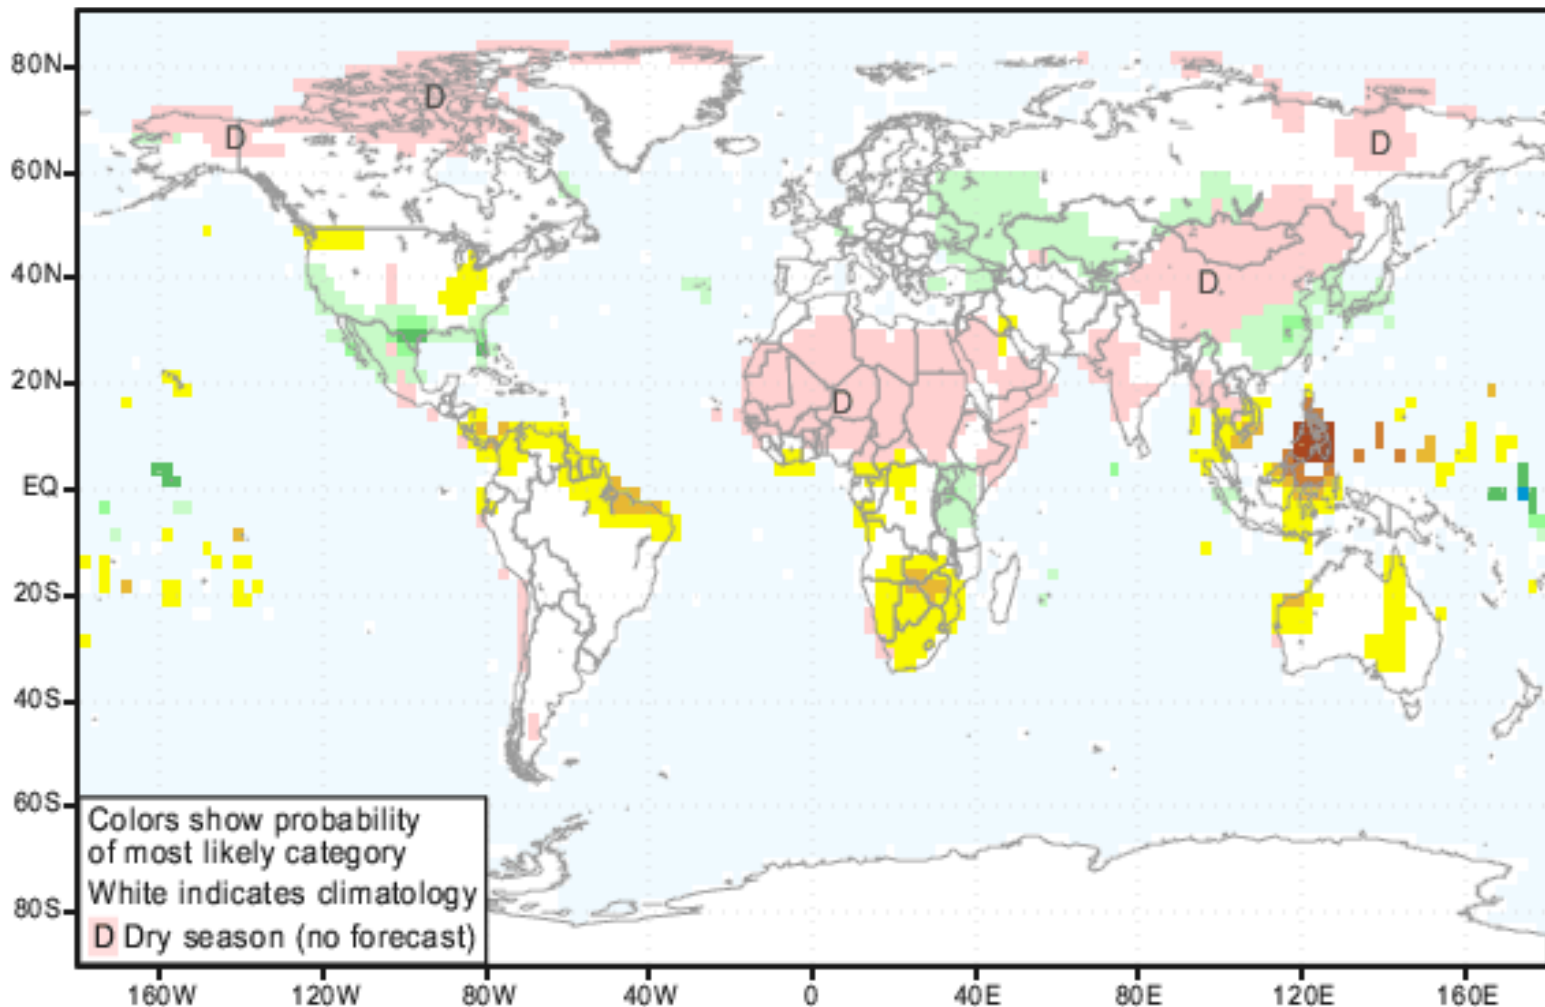 80N
D
D
D
60N
40N
D
20N
D
EQ
20S
40S
60S
80S
Colors show probability
of most likely category
White indicates climatology
D Dry season (no forecast)
160W 120W 80W 40W 0 40E 80E 120E 160E